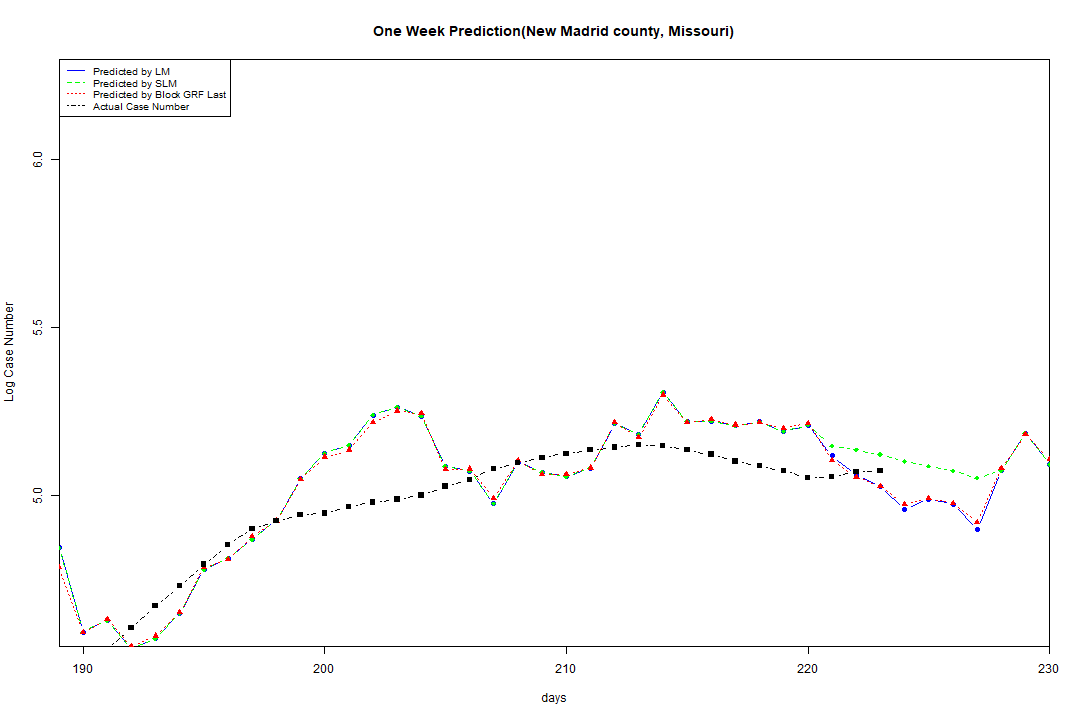 One Week Prediction(New Madrid county, Missouri)
Predicted by LM
Predicted by SLM
Predicted by Block GRF Last
Actual Case Number
6.0
5.5
5.0
Log Case Number
190 200 210 220 230
days